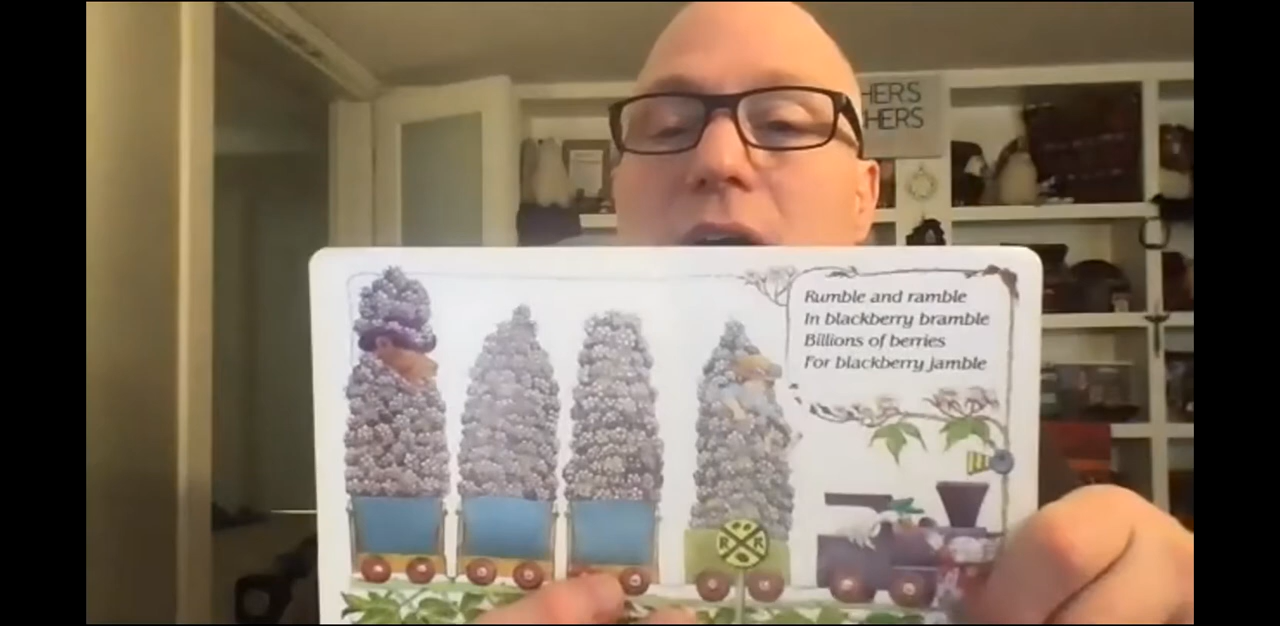 HERS
HERS
Rumble and ramble
In blackberry bramble
Billions of berries
For blackberry jamble
R R